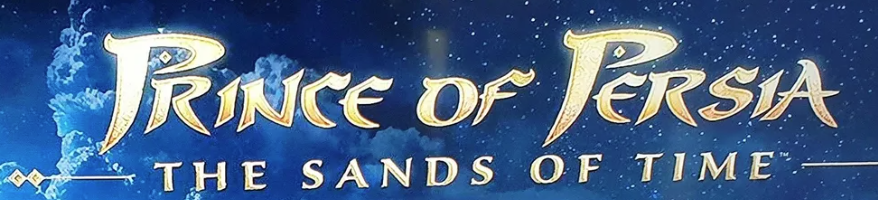 PRINCE OF PERSIA
THE SANDS OF TIME™